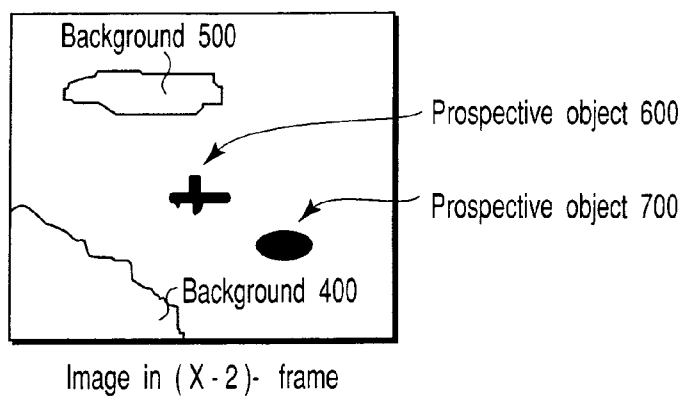 Background 500
Prospective object 600
Prospective object 700
Background 400
Image in (X-2)- frame